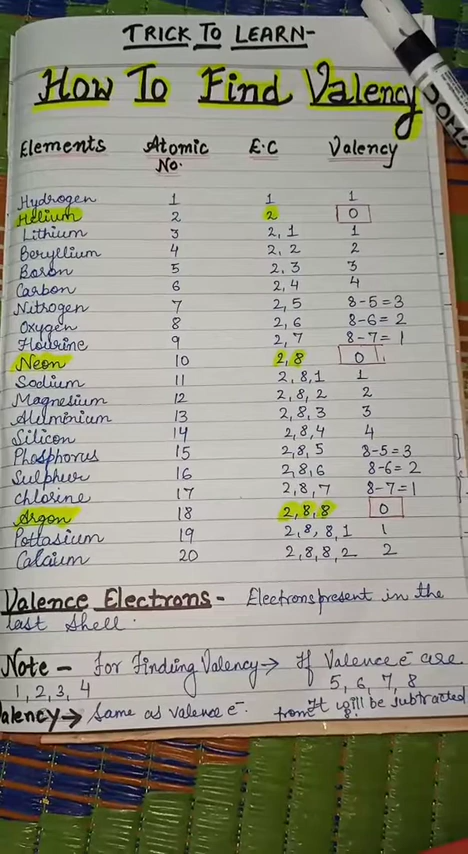 TRICK TO LEARN-
How To Find Valency
Elements Atomic No. E.C Valency
Hydrogen 1 1 1
Helium 2 2 0
Lithium 3 2, 1 1
Beryllium 4 2, 2 2
Boron 5 2, 3 3
Carbon 6 2, 4 4
Nitrogen 7 2, 5 8-5=3
Oxygen 8 2, 6 8-6=2
Flourine 9 2, 7 8-7=1
Neon 10 2, 8 0
Sodium 11 2, 8, 1 1
Magnesium 12 2, 8, 2 2
Aluminium 13 2, 8, 3 3
Silicon 14 2, 8, 4 4
Phosphorus 15 2, 8, 5 8-5=3
Sulphur 16 2, 8, 6 8-6=2
Chlorine 17 2, 8, 7 8-7=1
Argon 18 2, 8, 8 0
Pottasium 19 2, 8, 8, 1 1
Calcium 20 2, 8, 8, 2 2
Valence Electrons - Electrons present in the
last shell.
Note - For Finding Valency → If Valence e⁻ are
1, 2, 3, 4 5, 6, 7, 8
Valency → Same as valence e⁻. It will be subtracted
from 8.
DOMS